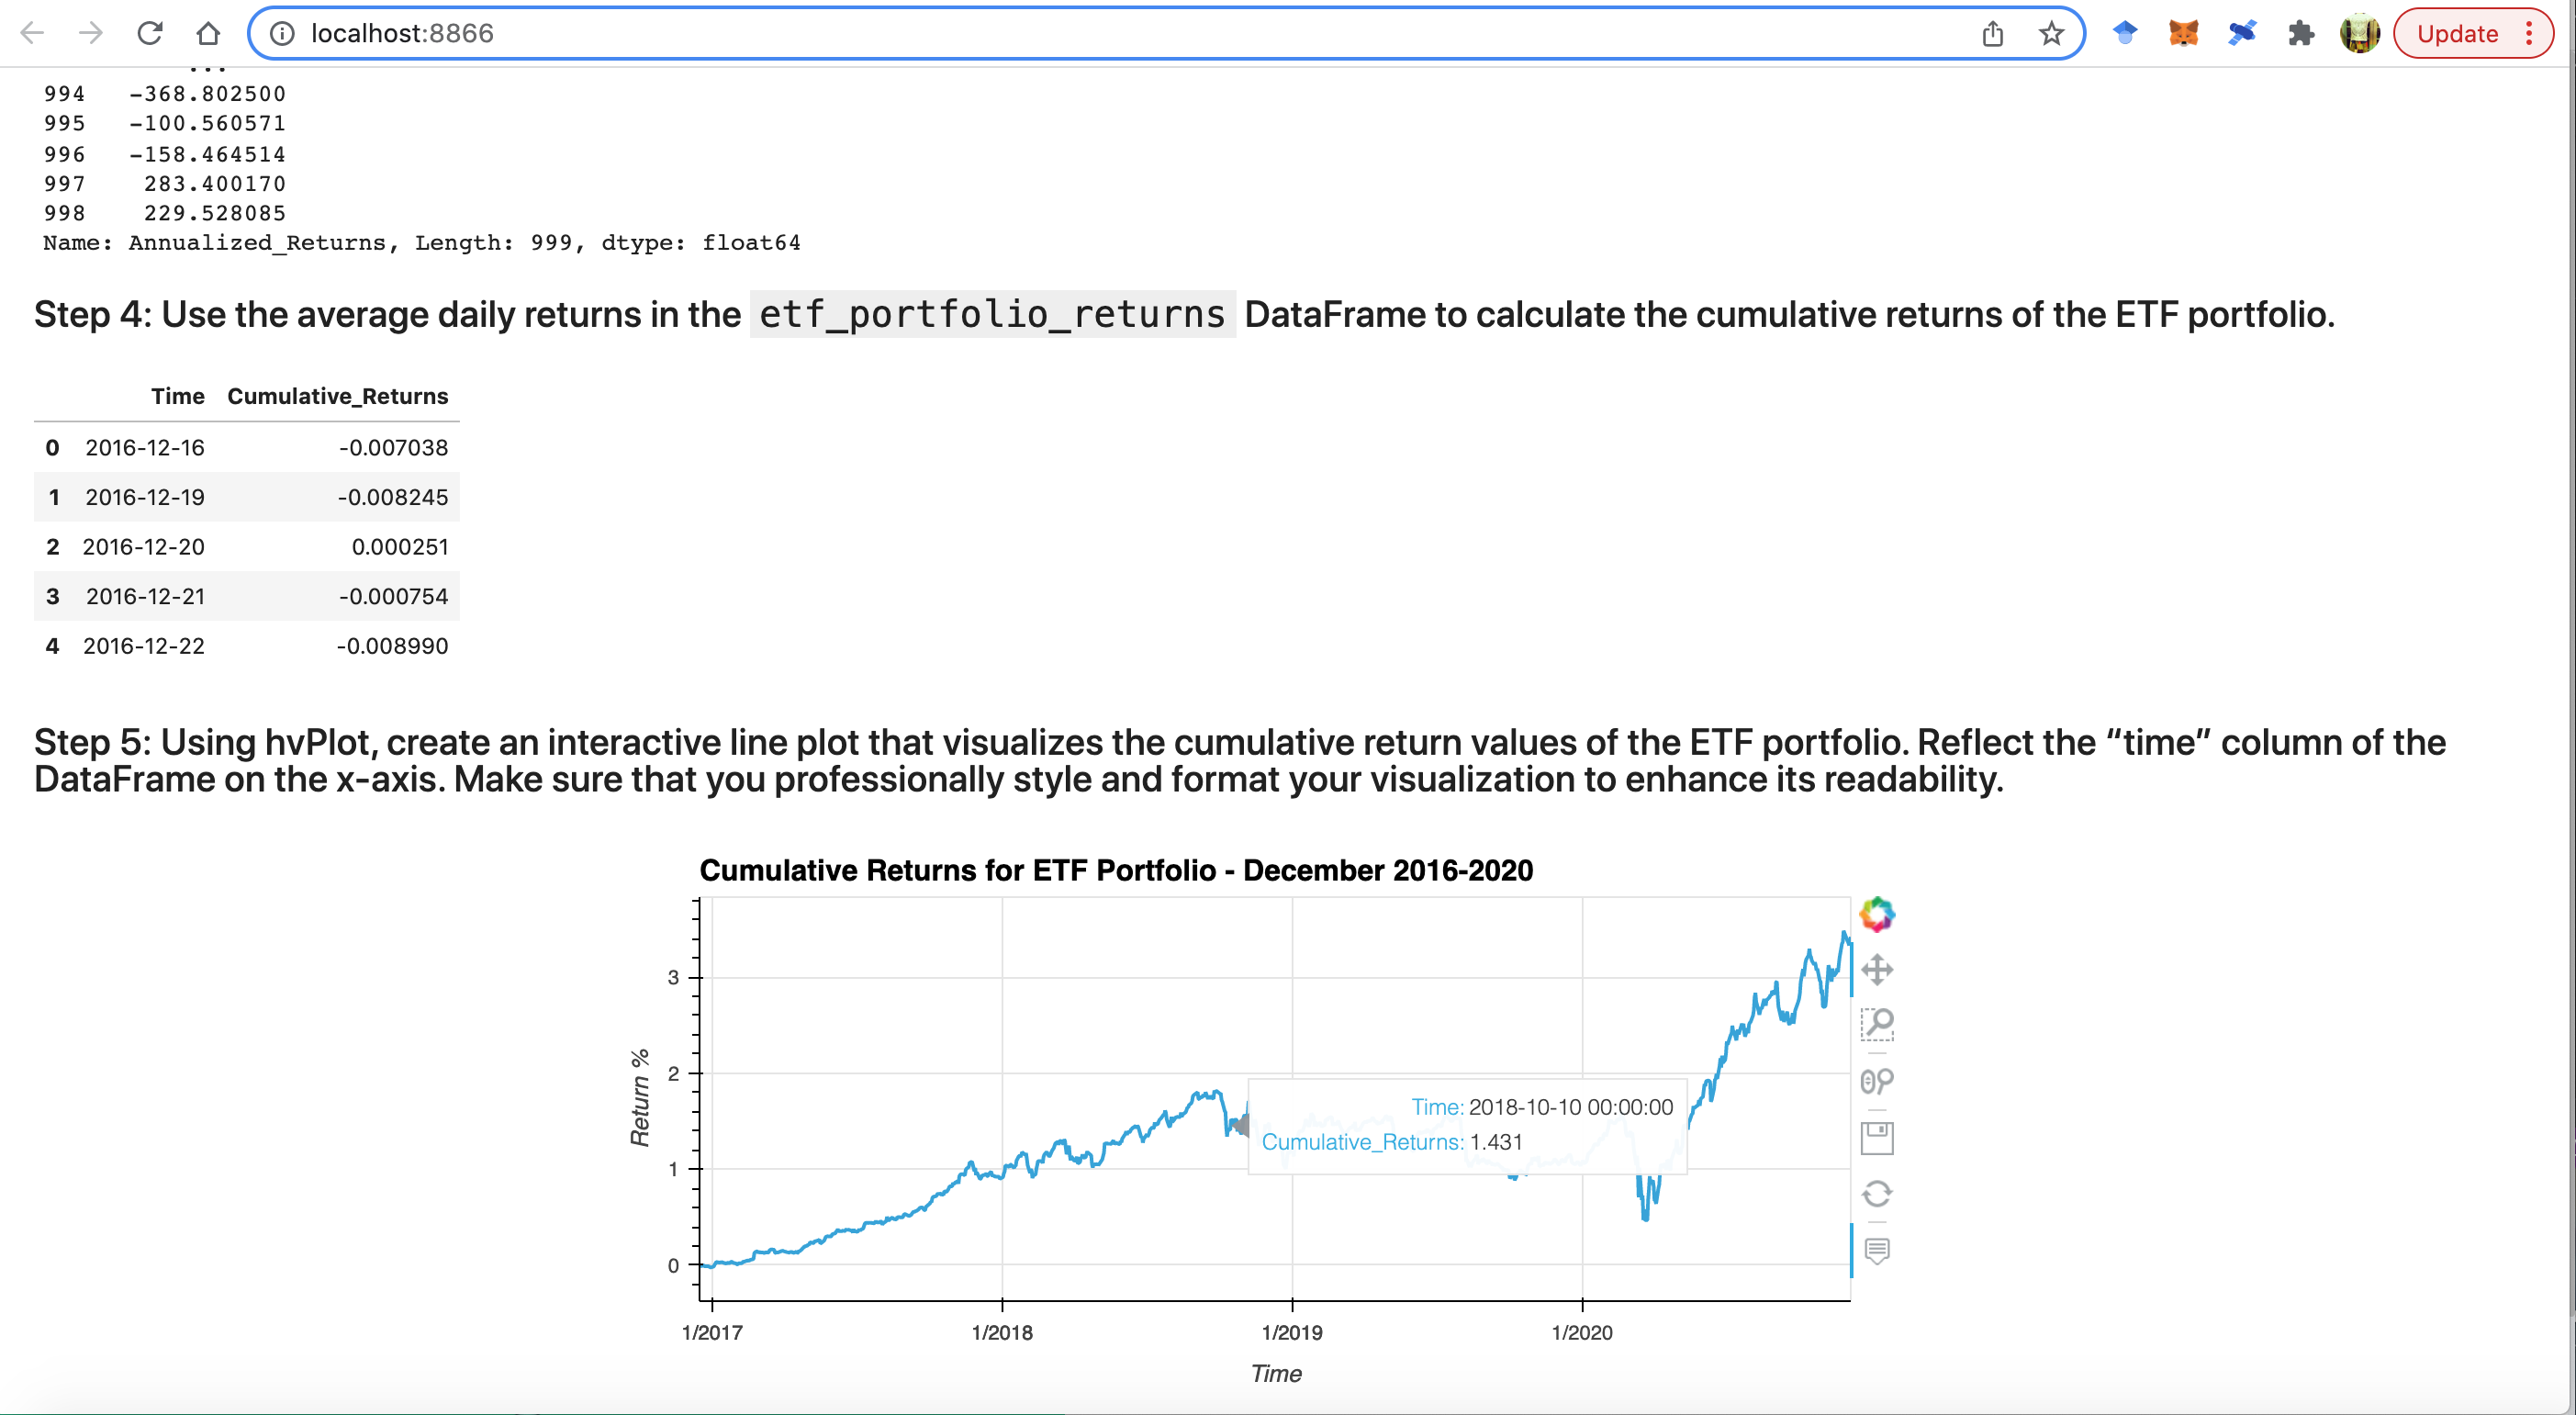 localhost:8866
Update
...
994 -368.802500
995 -100.560571
996 -158.464514
997 283.400170
998 229.528085
Name: Annualized_Returns, Length: 999, dtype: float64
Step 4: Use the average daily returns in the etf_portfolio_returns DataFrame to calculate the cumulative returns of the ETF portfolio.
Time Cumulative_Returns
0 2016-12-16 -0.007038
1 2016-12-19 -0.008245
2 2016-12-20 0.000251
3 2016-12-21 -0.000754
4 2016-12-22 -0.008990
Step 5: Using hvPlot, create an interactive line plot that visualizes the cumulative return values of the ETF portfolio. Reflect the “time” column of the
DataFrame on the x-axis. Make sure that you professionally style and format your visualization to enhance its readability.
Cumulative Returns for ETF Portfolio - December 2016-2020
Return %
3
2
1
0
Time: 2018-10-10 00:00:00
Cumulative_Returns: 1.431
1/2017 1/2018 1/2019 1/2020
Time